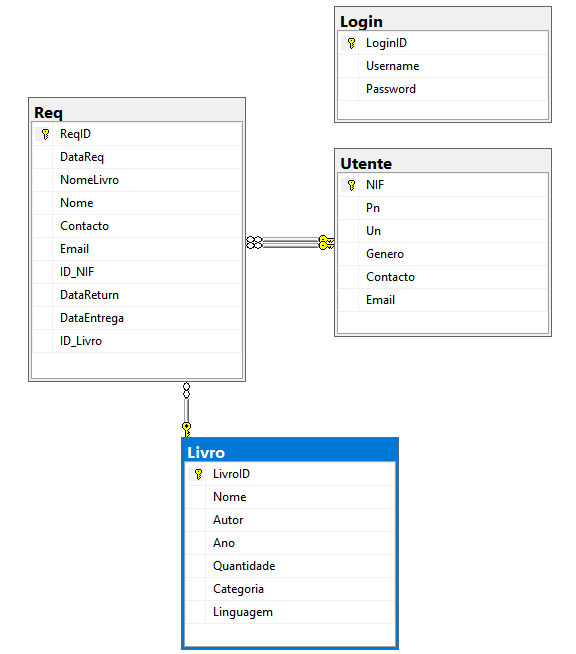 Login
LoginID
Username
Password
Req
ReqID
DataReq
NomeLivro
Nome
Contacto
Email
ID_NIF
DataReturn
DataEntrega
ID_Livro
Utente
NIF
Pn
Un
Genero
Contacto
Email
Livro
LivroID
Nome
Autor
Ano
Quantidade
Categoria
Linguagem